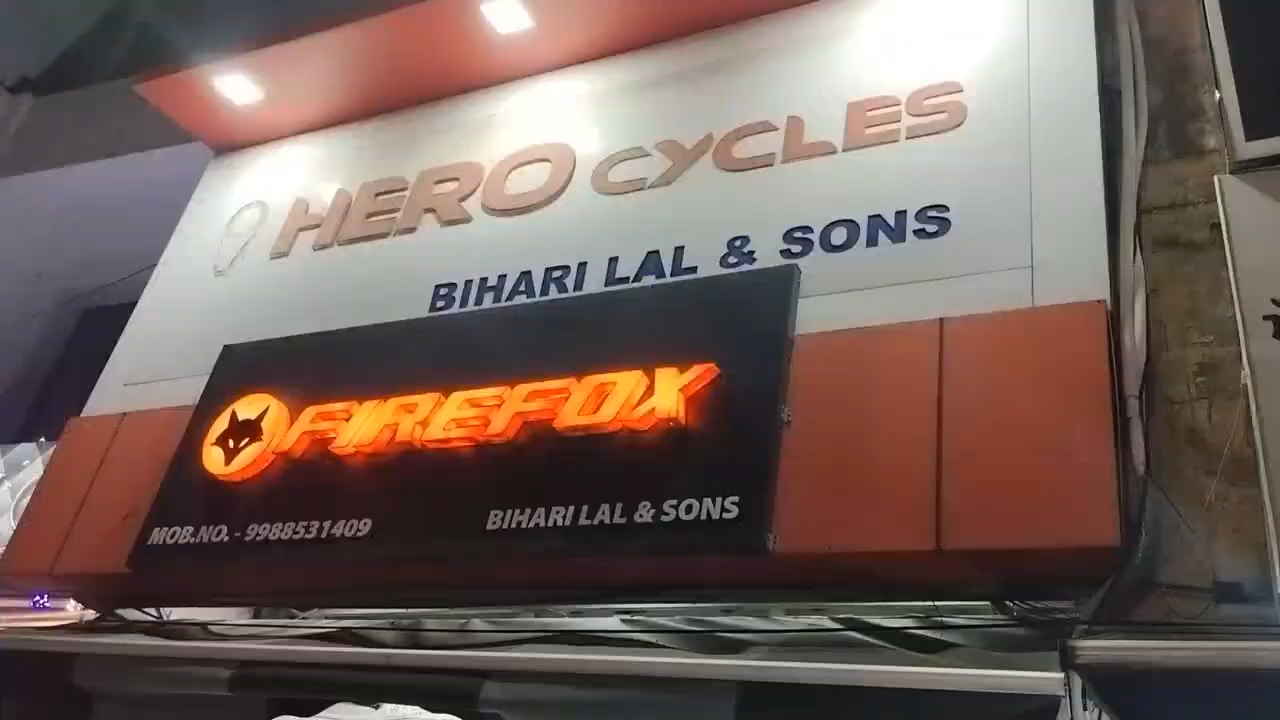 HERO CYCLES
BIHARI LAL & SONS
FIREFOX
MOB.NO. - 9988531409
BIHARI LAL & SONS